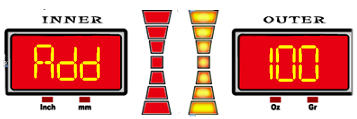 INNER OUTER
Add 100
Inch mm Oz Gr